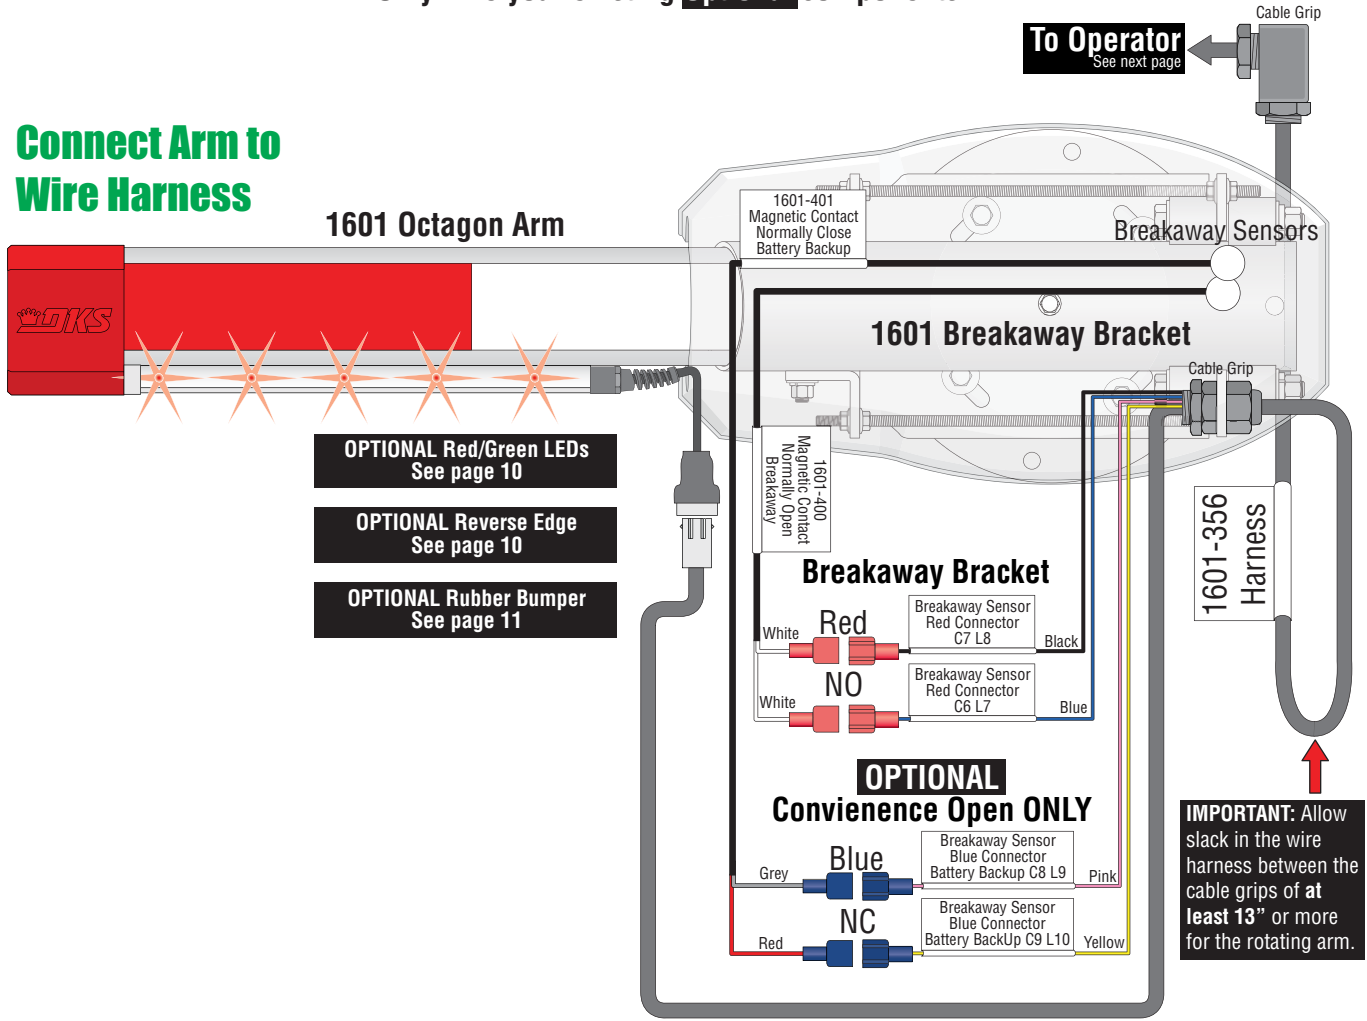 Cable Grip
To Operator
See next page
Connect Arm to
Wire Harness
1601 Octagon Arm
1601-401
Magnetic Contact
Normally Close
Battery Backup
Breakaway Sensors
DKS
1601 Breakaway Bracket
Cable Grip
OPTIONAL Red/Green LEDs
See page 10
OPTIONAL Reverse Edge
See page 10
OPTIONAL Rubber Bumper
See page 11
1601-400
Magnetic Contact
Normally Open
Breakaway
1601-356
Harness
Breakaway Bracket
White
Red
Breakaway Sensor
Red Connector
C7 L8
Black
White
NO
Breakaway Sensor
Red Connector
C6 L7
Blue
OPTIONAL
Convienence Open ONLY
Grey
Blue
Breakaway Sensor
Blue Connector
Battery Backup C8 L9
Pink
Red
NC
Breakaway Sensor
Blue Connector
Battery BackUp C9 L10
Yellow
IMPORTANT: Allow
slack in the wire
harness between the
cable grips of at
least 13” or more
for the rotating arm.